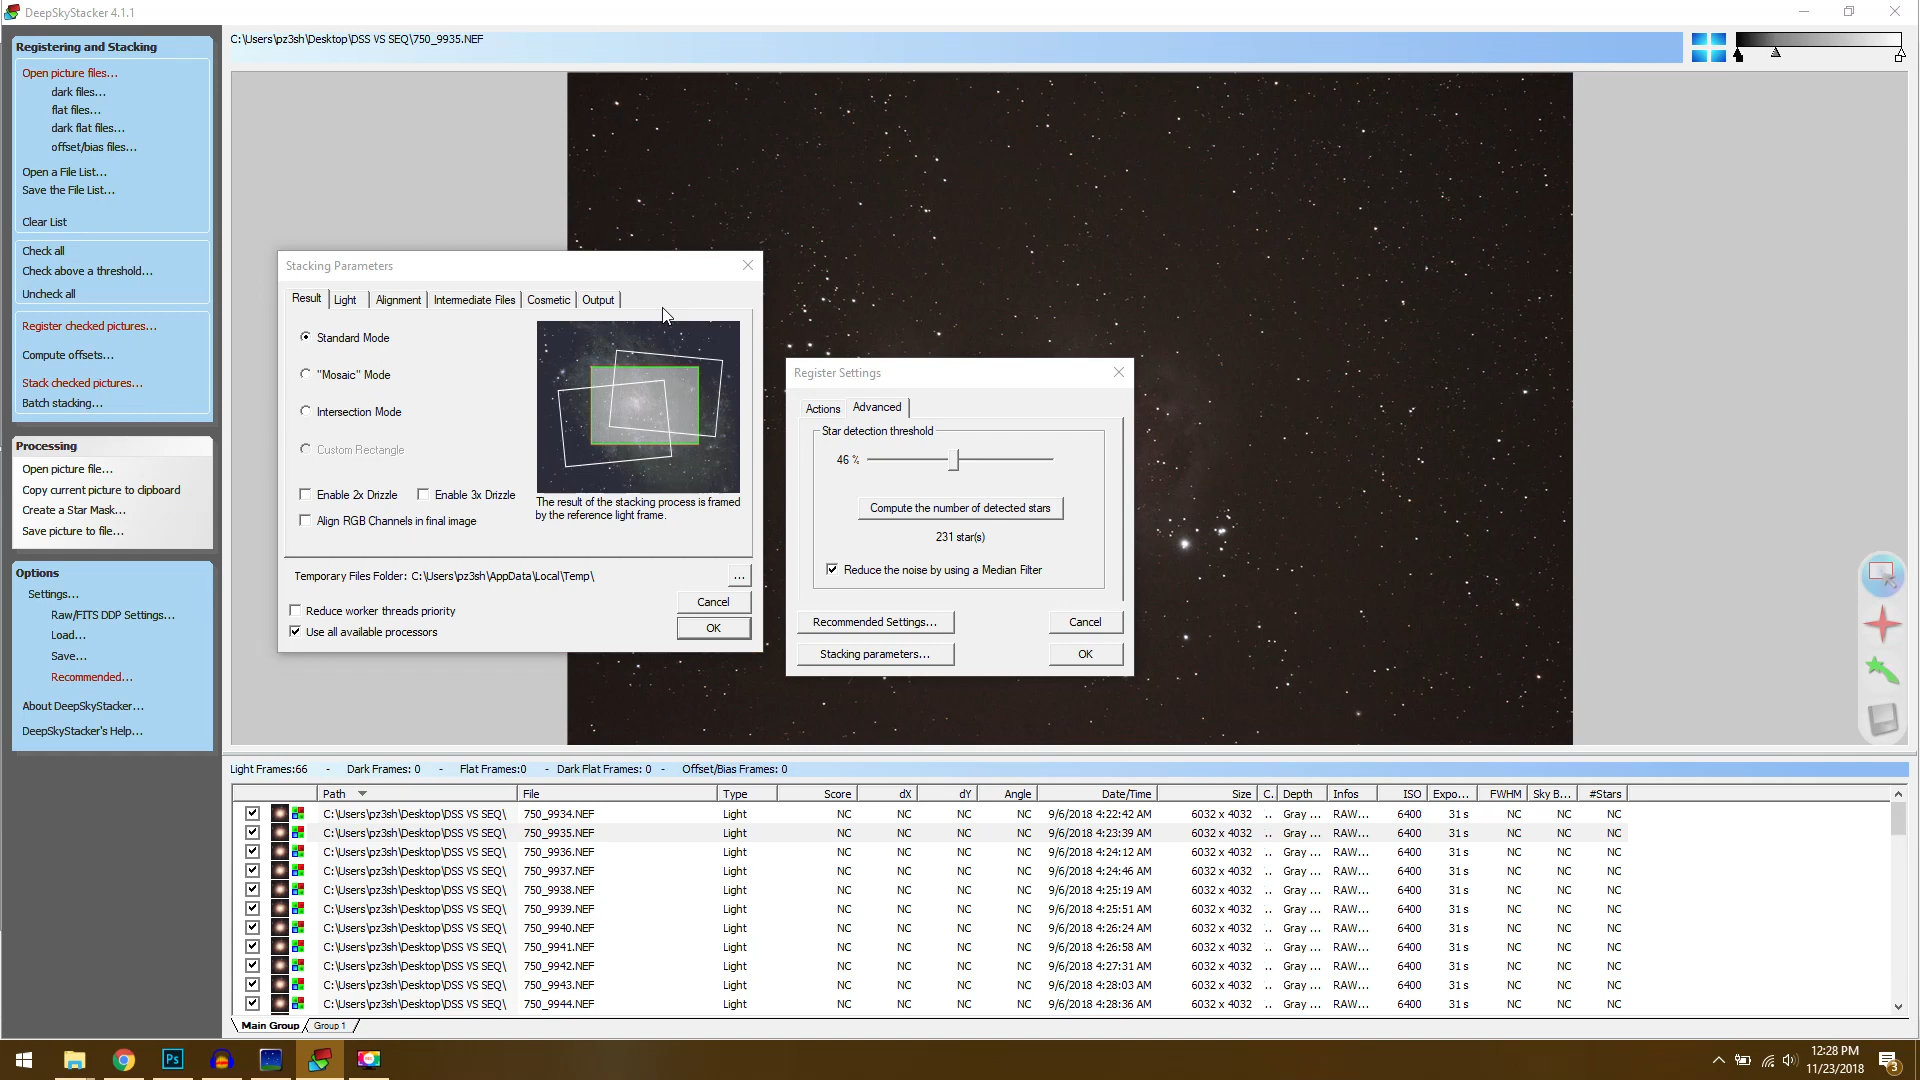 DeepSkyStacker 4.1.1
Registering and Stacking
Open picture files...
dark files...
flat files...
dark flat files...
offset/bias files...
Open a File List...
Save the File List...
Clear List
Check all
Check above a threshold...
Uncheck all
Register checked pictures...
Compute offsets...
Stack checked pictures...
Batch stacking...
Processing
Open picture file...
Copy current picture to clipboard
Create a Star Mask...
Save picture to file...
Options
Settings...
Raw/FITS DDP Settings...
Load...
Save...
Recommended...
About DeepSkyStacker...
DeepSkyStacker's Help...
C:\Users\pz3sh\Desktop\DSS VS SEQ\750_9935.NEF
Stacking Parameters
Result Light Alignment Intermediate Files Cosmetic Output
Standard Mode
"Mosaic" Mode
Intersection Mode
Custom Rectangle
Enable 2x Drizzle Enable 3x Drizzle
Align RGB Channels in final image
The result of the stacking process is framed
by the reference light frame.
Temporary Files Folder: C:\Users\pz3sh\AppData\Local\Temp\
...
Reduce worker threads priority
Use all available processors
Cancel
OK
Register Settings
Actions Advanced
Star detection threshold
46 %
Compute the number of detected stars
231 star(s)
Reduce the noise by using a Median Filter
Recommended Settings... Cancel
Stacking parameters... OK
Light Frames:66 - Dark Frames: 0 - Flat Frames:0 - Dark Flat Frames: 0 - Offset/Bias Frames: 0
Path File Type Score dX dY Angle Date/Time Size C. Depth Infos ISO Expo... FWHM Sky B... #Stars
C:\Users\pz3sh\Desktop\DSS VS SEQ\ 750_9934.NEF Light NC NC NC NC 9/6/2018 4:22:42 AM 6032 x 4032 .. Gray ... RAW... 6400 31 s NC NC NC
C:\Users\pz3sh\Desktop\DSS VS SEQ\ 750_9935.NEF Light NC NC NC NC 9/6/2018 4:23:39 AM 6032 x 4032 .. Gray ... RAW... 6400 31 s NC NC NC
C:\Users\pz3sh\Desktop\DSS VS SEQ\ 750_9936.NEF Light NC NC NC NC 9/6/2018 4:24:12 AM 6032 x 4032 .. Gray ... RAW... 6400 31 s NC NC NC
C:\Users\pz3sh\Desktop\DSS VS SEQ\ 750_9937.NEF Light NC NC NC NC 9/6/2018 4:24:46 AM 6032 x 4032 .. Gray ... RAW... 6400 31 s NC NC NC
C:\Users\pz3sh\Desktop\DSS VS SEQ\ 750_9938.NEF Light NC NC NC NC 9/6/2018 4:25:19 AM 6032 x 4032 .. Gray ... RAW... 6400 31 s NC NC NC
C:\Users\pz3sh\Desktop\DSS VS SEQ\ 750_9939.NEF Light NC NC NC NC 9/6/2018 4:25:51 AM 6032 x 4032 .. Gray ... RAW... 6400 31 s NC NC NC
C:\Users\pz3sh\Desktop\DSS VS SEQ\ 750_9940.NEF Light NC NC NC NC 9/6/2018 4:26:24 AM 6032 x 4032 .. Gray ... RAW... 6400 31 s NC NC NC
C:\Users\pz3sh\Desktop\DSS VS SEQ\ 750_9941.NEF Light NC NC NC NC 9/6/2018 4:26:58 AM 6032 x 4032 .. Gray ... RAW... 6400 31 s NC NC NC
C:\Users\pz3sh\Desktop\DSS VS SEQ\ 750_9942.NEF Light NC NC NC NC 9/6/2018 4:27:31 AM 6032 x 4032 .. Gray ... RAW... 6400 31 s NC NC NC
C:\Users\pz3sh\Desktop\DSS VS SEQ\ 750_9943.NEF Light NC NC NC NC 9/6/2018 4:28:03 AM 6032 x 4032 .. Gray ... RAW... 6400 31 s NC NC NC
C:\Users\pz3sh\Desktop\DSS VS SEQ\ 750_9944.NEF Light NC NC NC NC 9/6/2018 4:28:36 AM 6032 x 4032 .. Gray ... RAW... 6400 31 s NC NC NC
Main Group Group 1
Ps
12:28 PM
11/23/2018
3